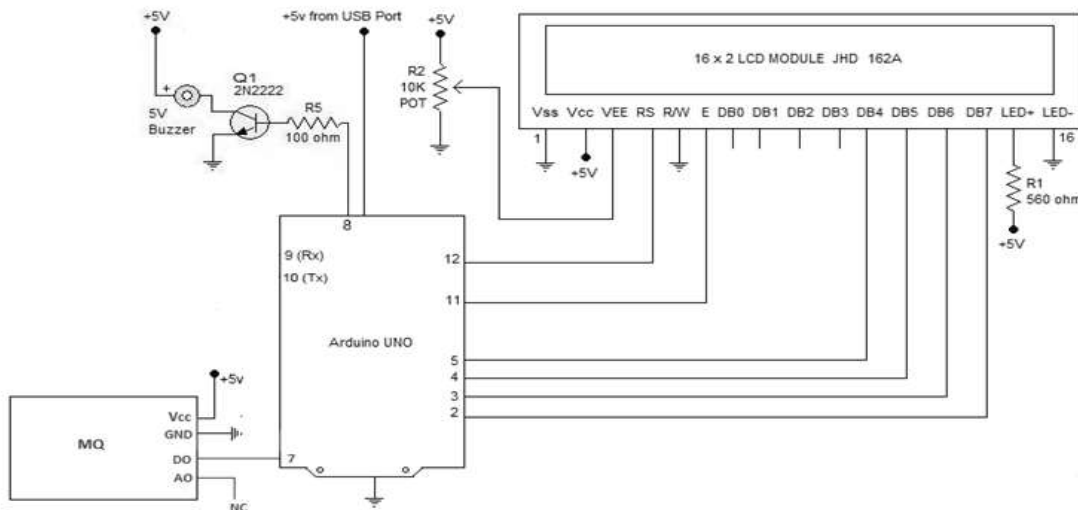 +5V
+5v from USB Port
+5V
16 x 2 LCD MODULE JHD 162A
Q1
2N2222
R2
10K
POT
+
5V
Buzzer
R5
100 ohm
Vss Vcc VEE RS R/W E DB0 DB1 DB2 DB3 DB4 DB5 DB6 DB7 LED+ LED-
1
16
+5V
R1
560 ohm
+5V
8
9 (Rx)
10 (Tx)
12
11
Arduino UNO
5
4
3
2
+5v
MQ
Vcc
GND
DO
AO
7
NC